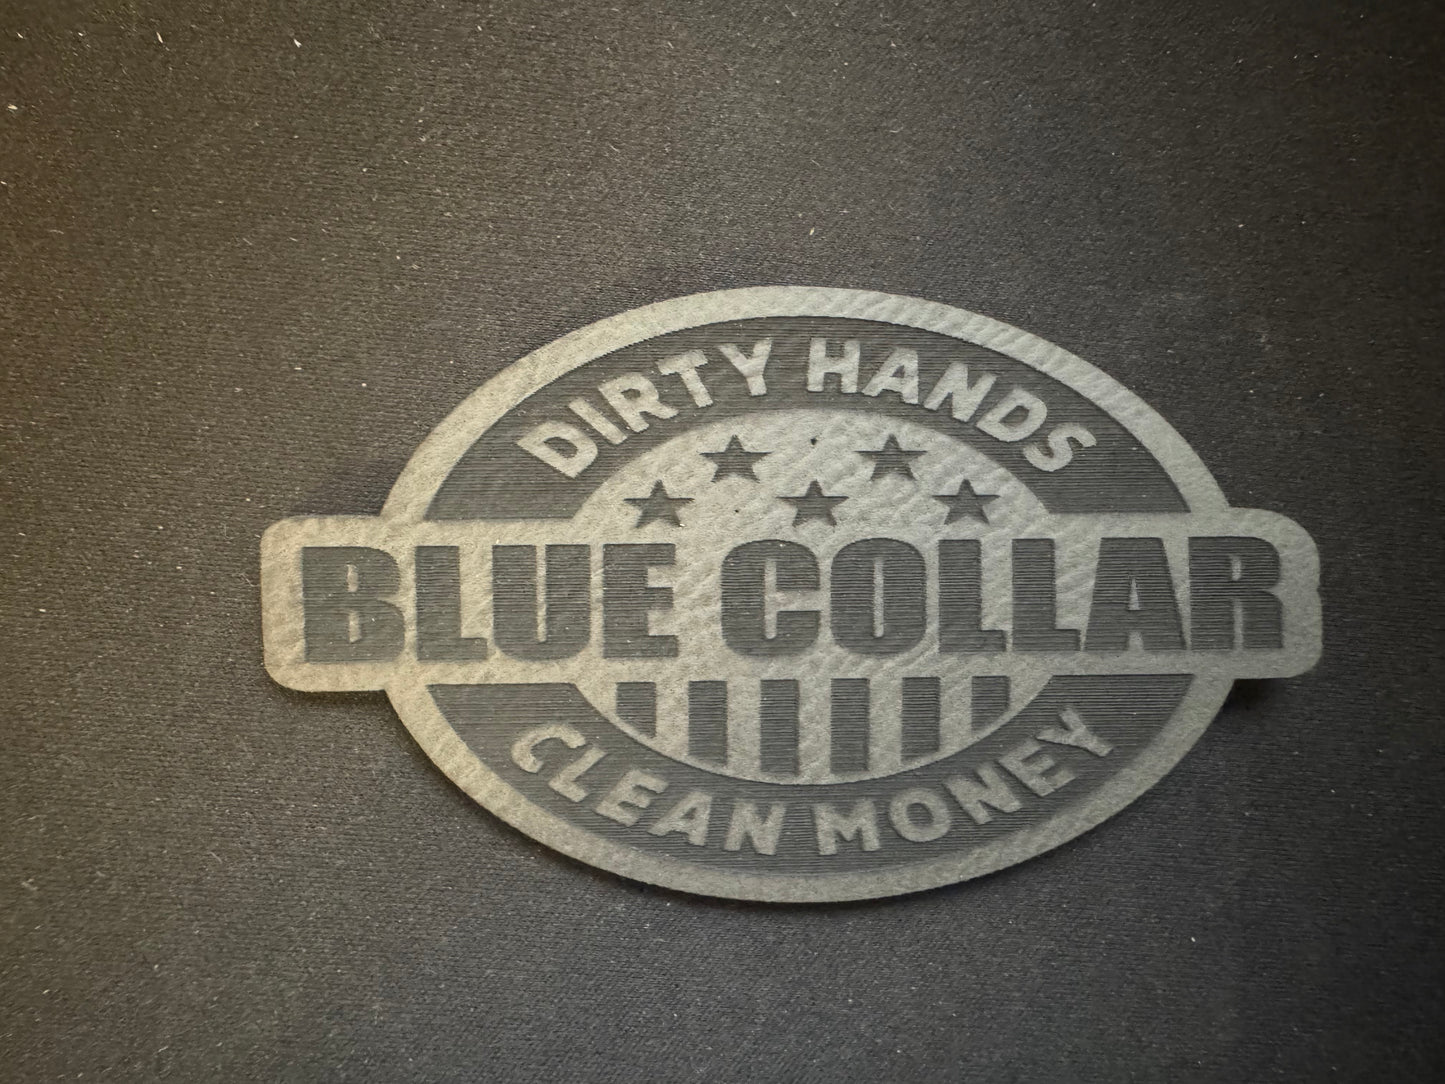 DIRTY HANDS
BLUE COLLAR
CLEAN MONEY